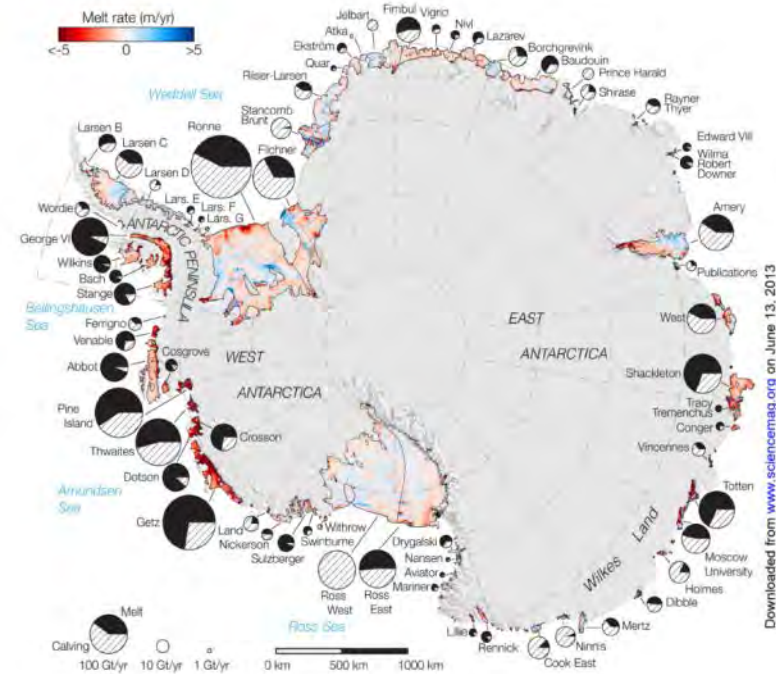 Melt rate (m/yr)
<-5 0 >5
Weddell Sea
Bellingshausen
Sea
Amundsen
Sea
Ross Sea
Fimbul
Vigrid
Nivl
Lazarev
Borchgrevink
Baudouin
Prince Harald
Shirase
Rayner
Thyer
Edward VIII
Wilma
Robert
Downer
Amery
Publications
West
Shackleton
Tracy
Tremenchus
Conger
Vincennes
Totten
Moscow
University
Holmes
Dibble
Mertz
Ninnis
Cook East
Rennick
Lillie
Mariner
Aviator
Nansen
Drygalski
Ross
East
Ross
West
Withrow
Swinburne
Sulzberger
Nickerson
Land
Getz
Dotson
Crosson
Thwaites
Pine
Island
Cosgrove
Abbot
Venable
Ferrigno
Stange
Bach
Wilkins
George VI
Wordie
Larsen B
Larsen C
Larsen D
Lars. E
Lars. F
Lars. G
Ronne
Filchner
Stancomb
Brunt
Riiser-Larsen
Quar
Ekström
Atka
Jelbart
ANTARCTIC PENINSULA
WEST
ANTARCTICA
EAST
ANTARCTICA
Wilkes Land
Melt
Calving
100 Gt/yr 10 Gt/yr 1 Gt/yr
0 km 500 km 1000 km
Downloaded from www.sciencemag.org on June 13, 2013